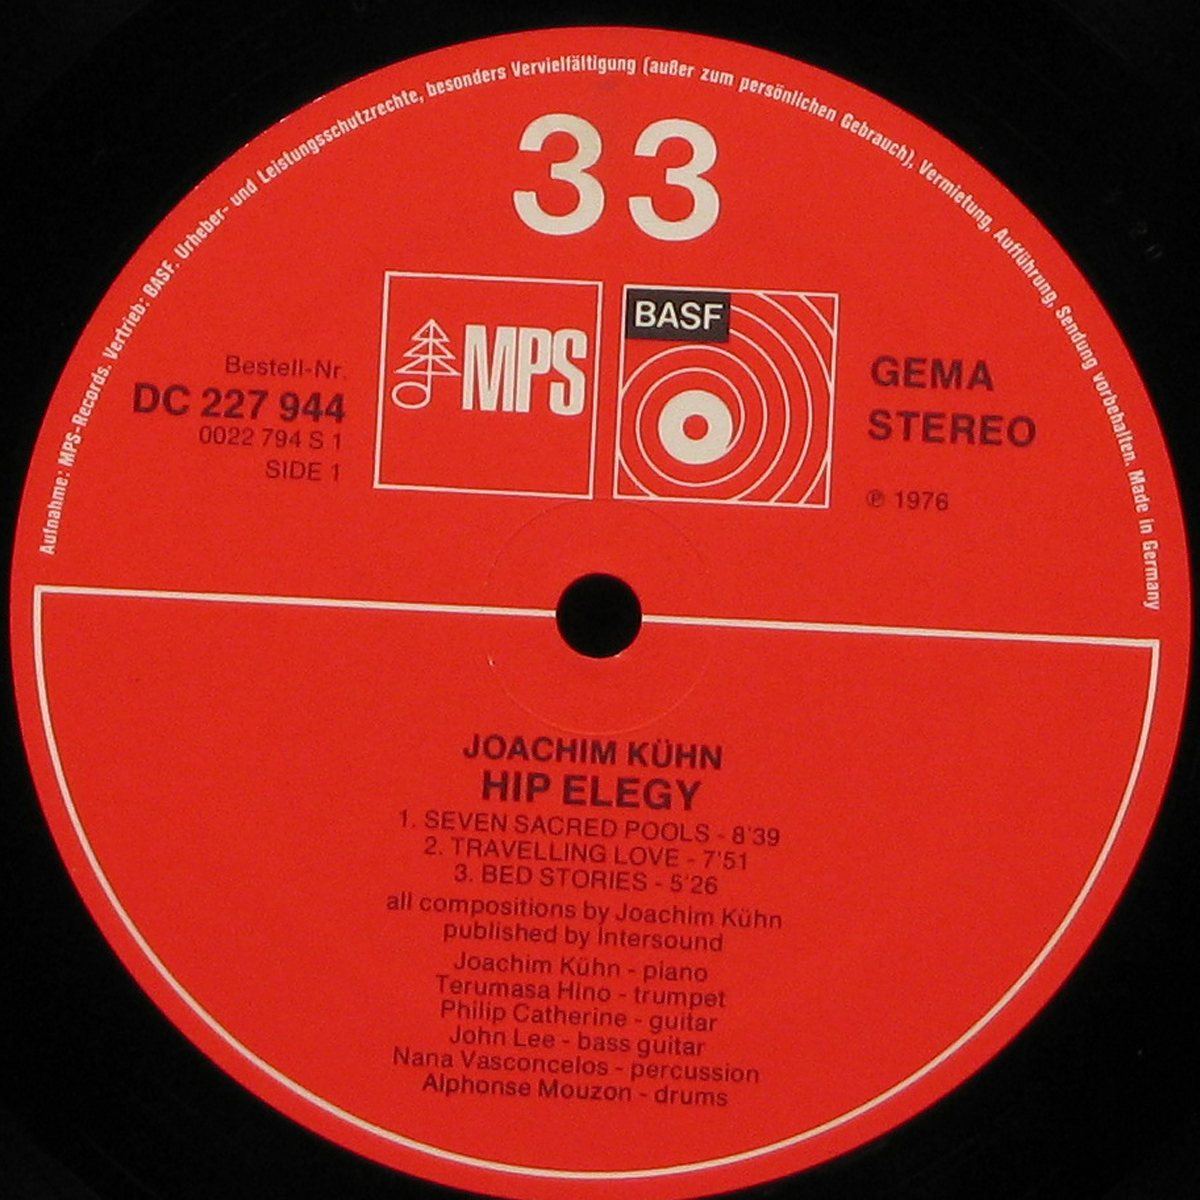 Aufnahme: MPS-Records. Vertrieb: BASF. Urheber- und Leistungsschutzrechte, besonders Vervielfältigung (außer zum persönlichen Gebrauch), Vermietung, Aufführung, Sendung vorbehalten. Made in Germany
33
MPS
BASF
Bestell-Nr.
DC 227 944
0022 794 S 1
SIDE 1
GEMA
STEREO
℗ 1976
JOACHIM KÜHN
HIP ELEGY
1. SEVEN SACRED POOLS - 8'39
2. TRAVELLING LOVE - 7'51
3. BED STORIES - 5'26
all compositions by Joachim Kühn
published by Intersound
Joachim Kühn - piano
Terumasa Hino - trumpet
Philip Catherine - guitar
John Lee - bass guitar
Nana Vasconcelos - percussion
Alphonse Mouzon - drums